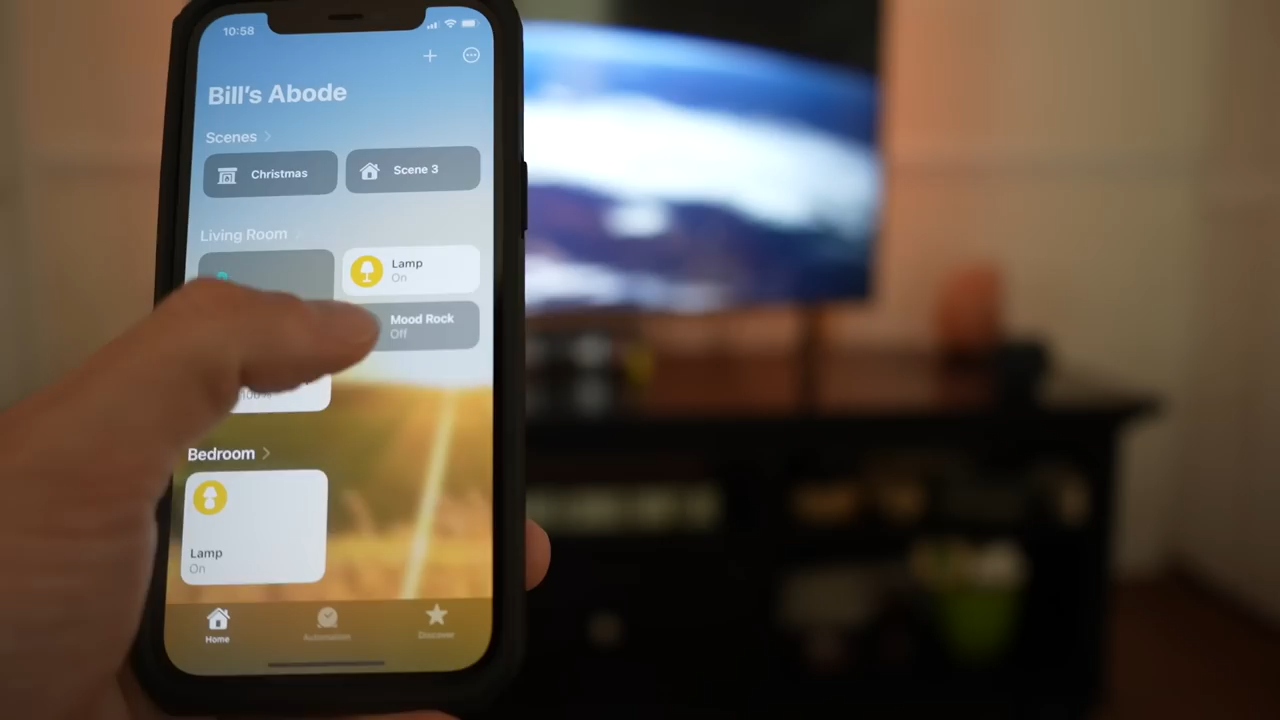 10:58
Bill's Abode
Scenes
Christmas
Scene 3
Living Room
Lamp
On
Mood Rock
Off
100%
Bedroom
Lamp
On
Home
Automation
Discover